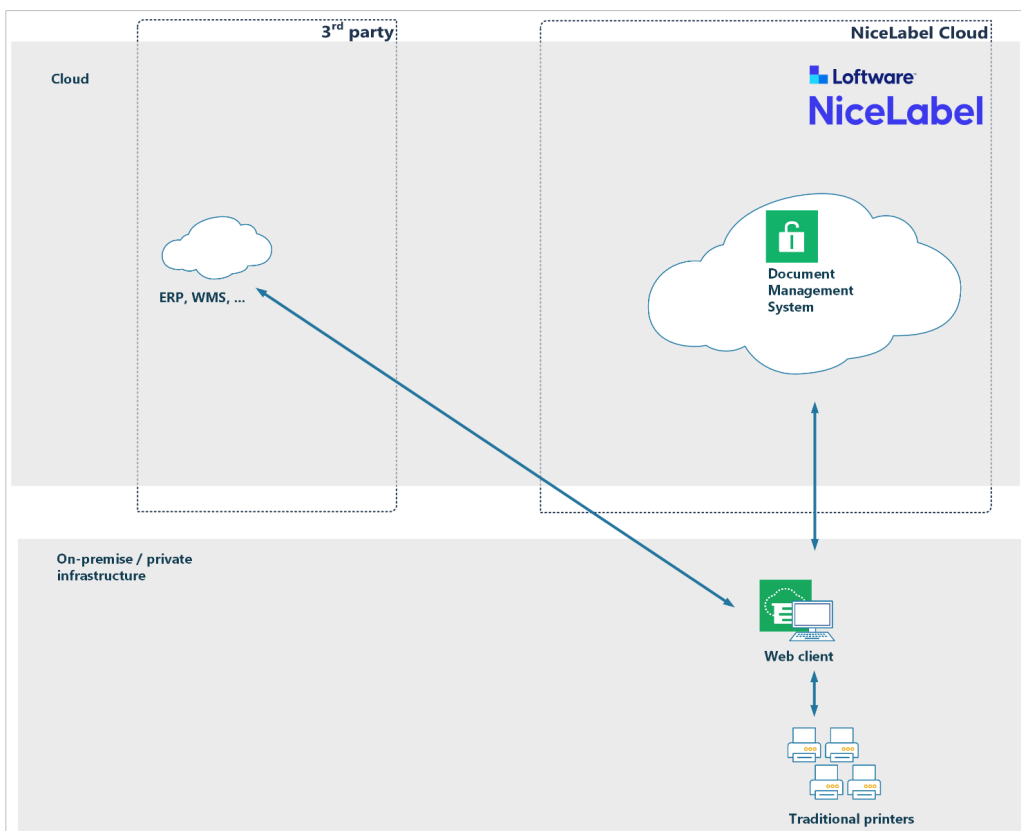 3rd party
NiceLabel Cloud
Cloud
Loftware
NiceLabel
Document
Management
System
ERP, WMS, ...
On-premise / private
infrastructure
Web client
Traditional printers